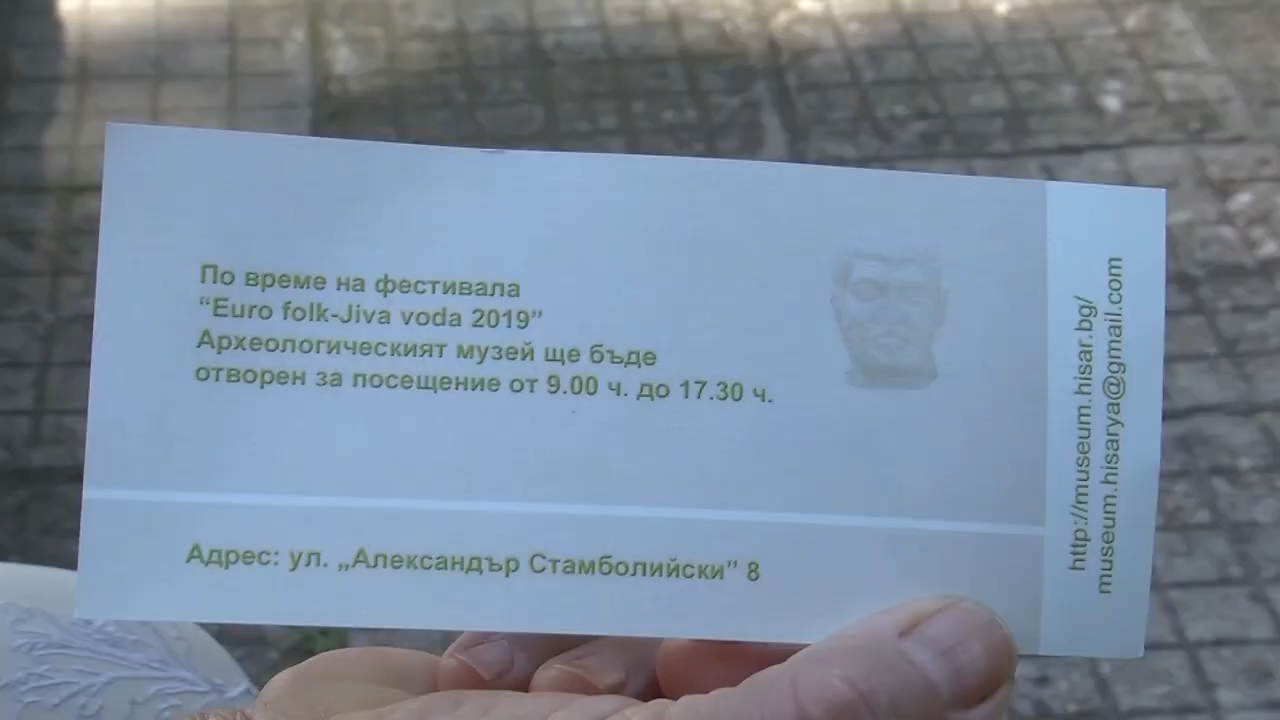 По време на фестивала
“Euro folk-Jiva voda 2019”
Археологическият музей ще бъде
отворен за посещение от 9.00 ч. до 17.30 ч.
Адрес: ул. „Александър Стамболийски” 8
http://museum.hisar.bg/
museum.hisarya@gmail.com